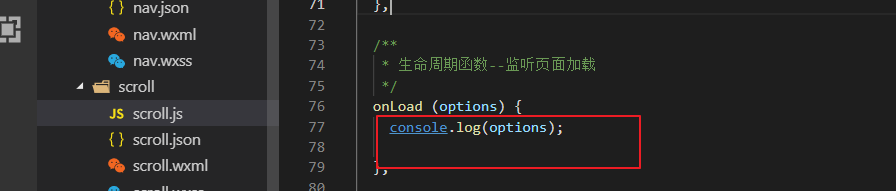 nav.json
nav.wxml
nav.wxss
scroll
JS scroll.js
scroll.json
scroll.wxml
scroll.wxss
71 },
72
73 /**
74 * 生命周期函数--监听页面加载
75 */
76 onLoad (options) {
77 console.log(options);
78
79 },
80